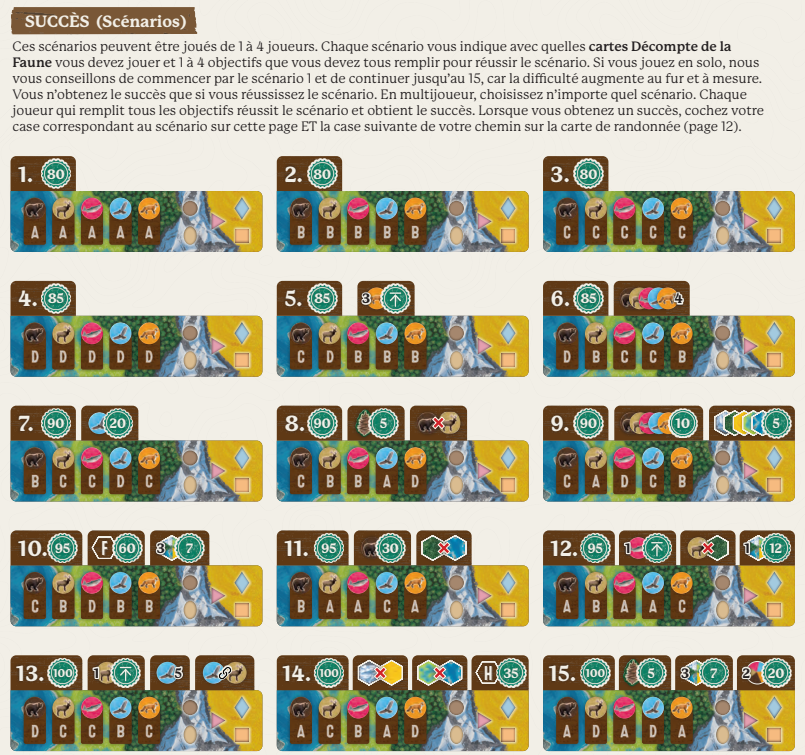 SUCCÈS (Scénarios)
Ces scénarios peuvent être joués de 1 à 4 joueurs. Chaque scénario vous indique avec quelles cartes Décompte de la
Faune vous devez jouer et 1 à 4 objectifs que vous devez tous remplir pour réussir le scénario. Si vous jouez en solo, nous
vous conseillons de commencer par le scénario 1 et de continuer jusqu'au 15, car la difficulté augmente au fur et à mesure.
Vous n'obtenez le succès que si vous réussissez le scénario. En multijoueur, choisissez n'importe quel scénario. Chaque
joueur qui remplit tous les objectifs réussit le scénario et obtient le succès. Lorsque vous obtenez un succès, cochez votre
case correspondant au scénario sur cette page ET la case suivante de votre chemin sur la carte de randonnée (page 12).
1. 80
A A A A A
2. 80
B B B B B
3. 80
C C C C C
4. 85
D D D D D
5. 85 3
C D B B B
6. 85 4
D B C C B
7. 90 20
B C C D C
8. 90 5
C B B A D
9. 90 10 5
C A D C B
10. 95 F 60 3 7
C B D B B
11. 95 30
B A A C A
12. 95 1 1 12
A B A A C
13. 100 1 5
D C C B C
14. 100 H 35
A C B A D
15. 100 5 3 7 2 20
A D A D A